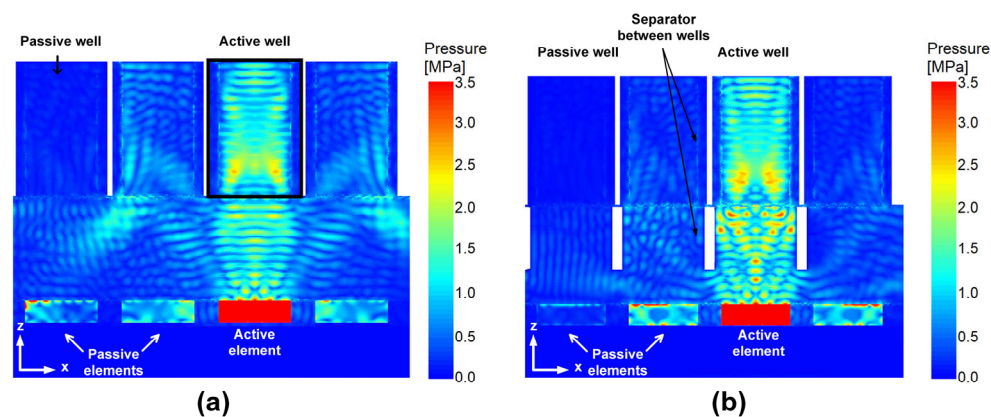 Passive well
Active well
Pressure
[MPa]
3.5
3.0
2.5
2.0
1.5
1.0
0.5
0.0
z
x
Passive
elements
Active
element
(a)
Separator
between wells
Passive well
Active well
Pressure
[MPa]
3.5
3.0
2.5
2.0
1.5
1.0
0.5
0.0
z
x
Passive
elements
Active
element
(b)